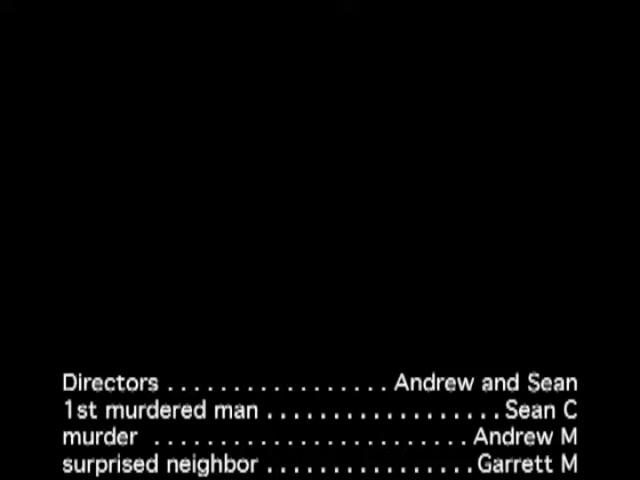 Directors . . . . . . . . . . . . . . . . . Andrew and Sean
1st murdered man . . . . . . . . . . . . . . . . . . Sean C
murder . . . . . . . . . . . . . . . . . . . . . . . . Andrew M
surprised neighbor . . . . . . . . . . . . . . . . Garrett M